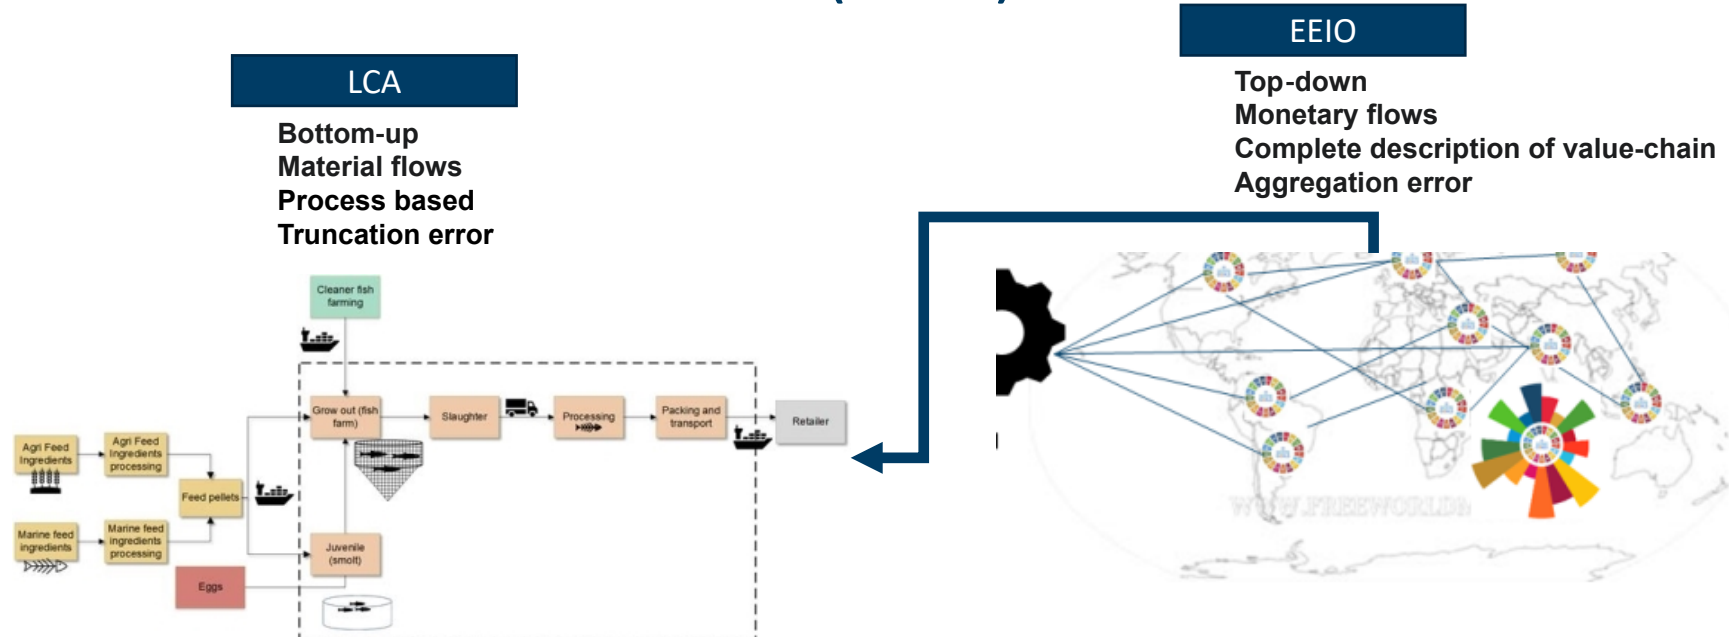 EEIO
LCA
Top-down
Monetary flows
Complete description of value-chain
Aggregation error
Bottom-up
Material flows
Process based
Truncation error
Cleaner fish
farming
Grow out (fish
farm)
Slaughter
Processing
Packing and
transport
Retailer
Agri Feed
Ingredients
Agri Feed
Ingredients
processing
Feed pellets
Marine feed
ingredients
Marine feed
ingredients
processing
Juvenile
(smolt)
Eggs